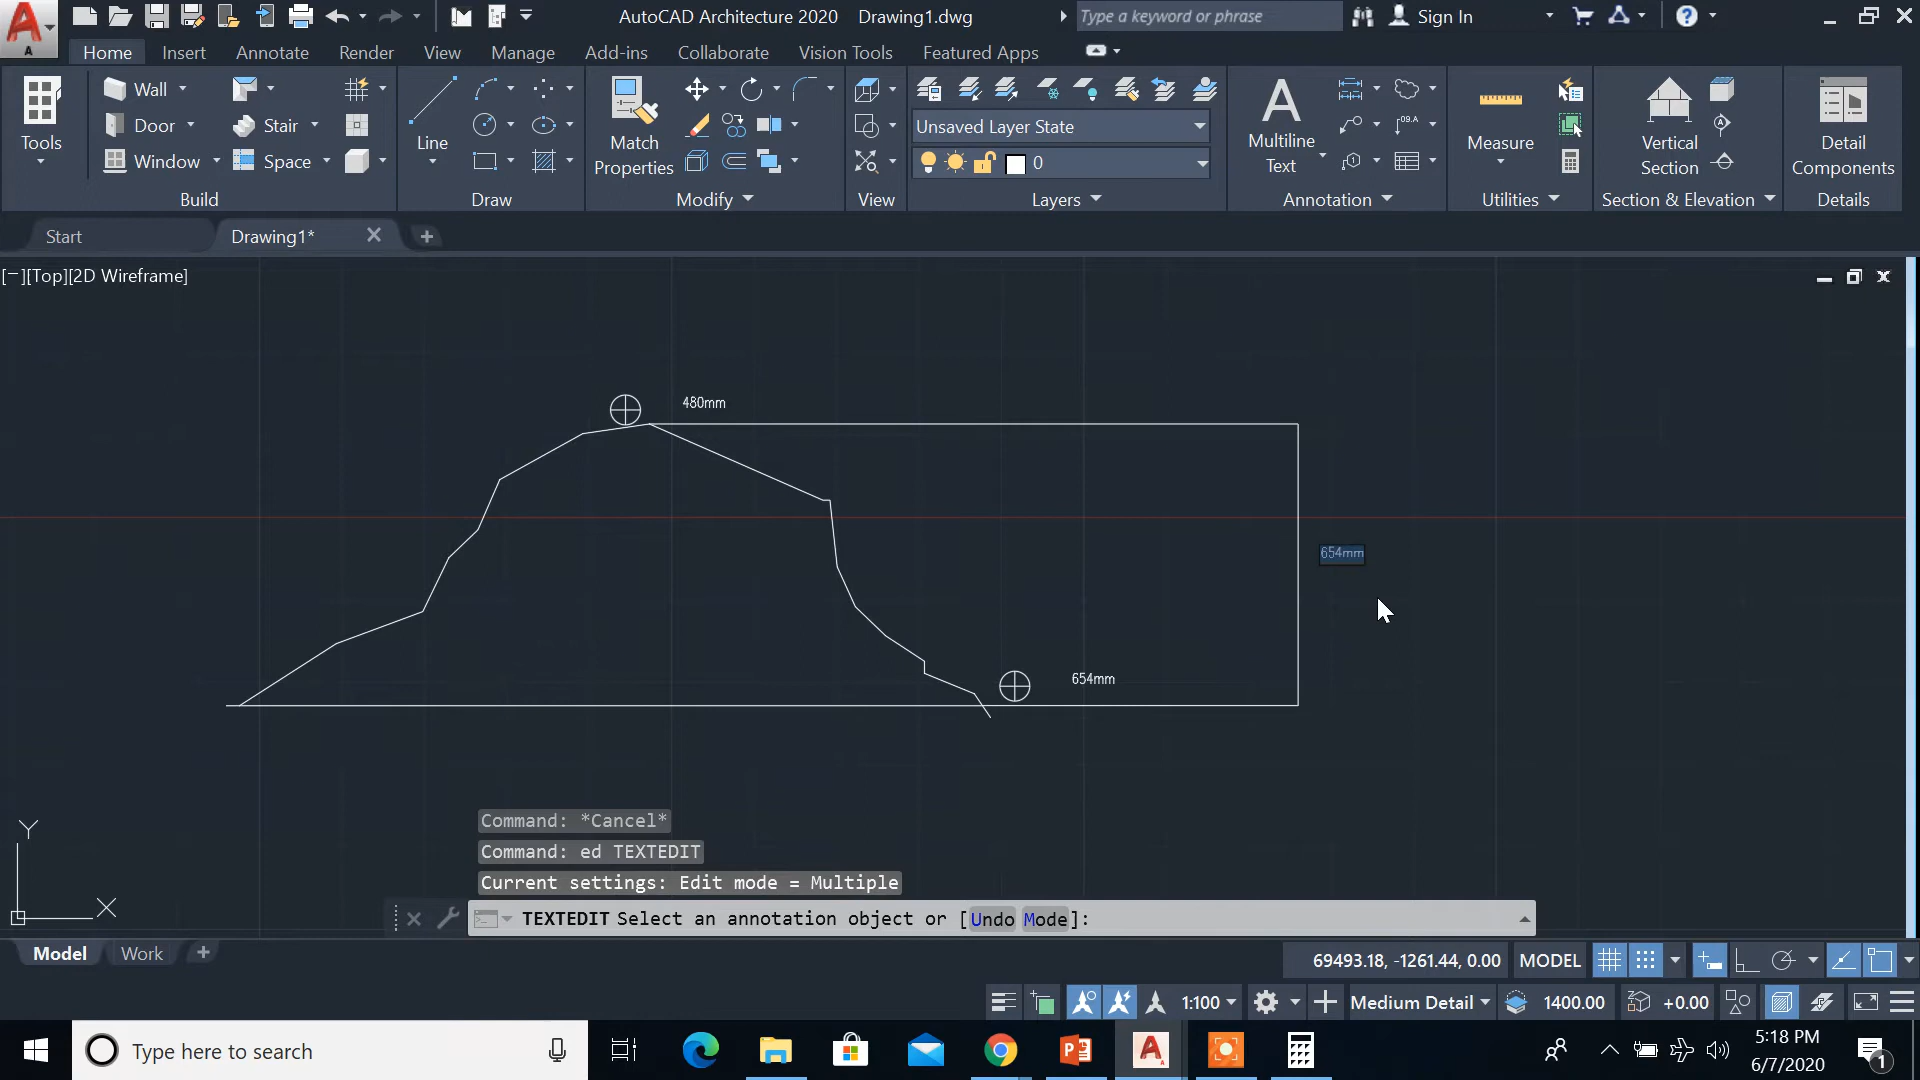 AutoCAD Architecture 2020 Drawing1.dwg
Type a keyword or phrase
Sign In
A
Home Insert Annotate Render View Manage Add-ins Collaborate Vision Tools Featured Apps
Tools
Wall
Door
Stair
Window
Space
Build
Line
Draw
Match
Properties
Modify
View
Unsaved Layer State
0
Layers
A
Multiline
Text
.09.A
Annotation
Measure
Utilities
Vertical
Section
A
Section & Elevation
Detail
Components
Details
Start
Drawing1*
[−][Top][2D Wireframe]
480mm
654mm
654mm
Y
X
Command: *Cancel*
Command: ed TEXTEDIT
Current settings: Edit mode = Multiple
TEXTEDIT Select an annotation object or [Undo Mode]:
Model Work
69493.18, -1261.44, 0.00 MODEL
1:100
Medium Detail
1400.00
+0.00
Type here to search
5:18 PM
6/7/2020
1